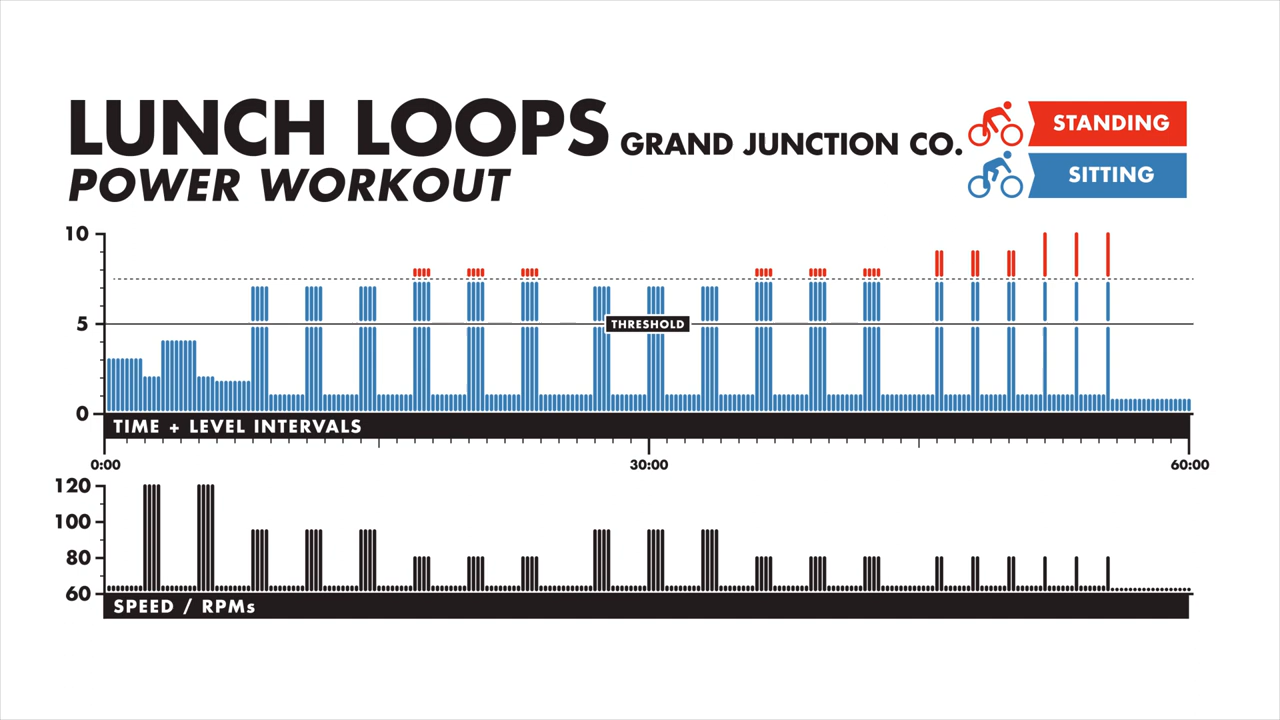 LUNCH LOOPS GRAND JUNCTION CO.
POWER WORKOUT
STANDING
SITTING
10
5
0
THRESHOLD
TIME + LEVEL INTERVALS
0:00 30:00 60:00
120
100
80
60
SPEED / RPMs